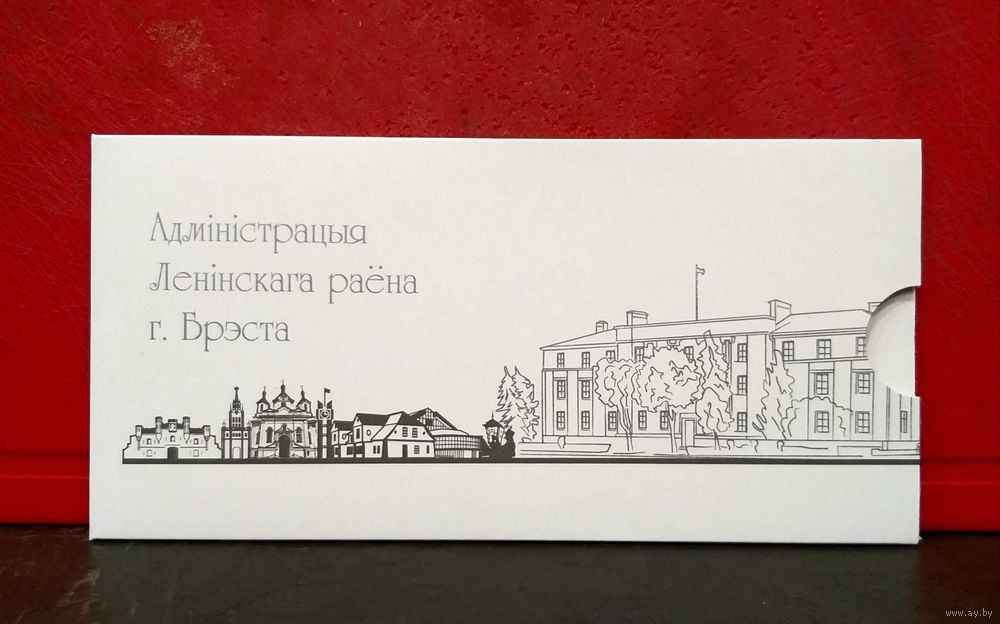 Адміністрацыя
Ленінскага раёна
г. Брэста
www.ay.by